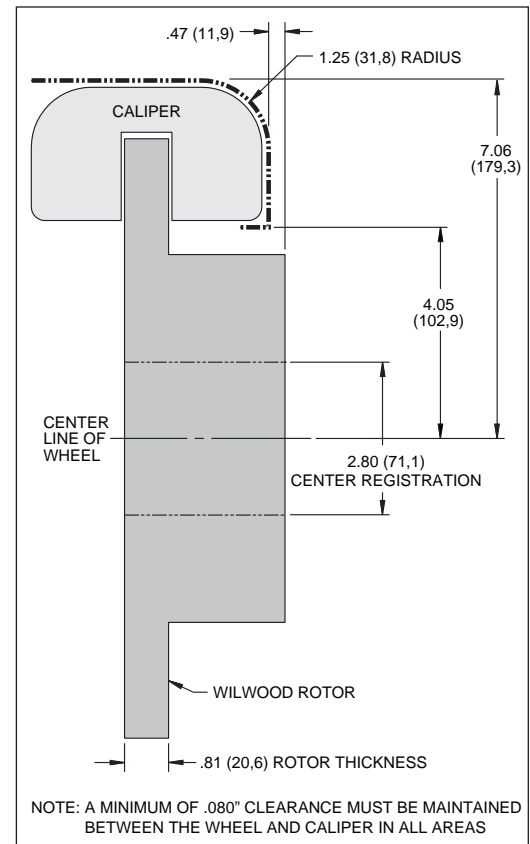 .47 (11,9)
1.25 (31,8) RADIUS
CALIPER
7.06
(179,3)
4.05
(102,9)
CENTER
LINE OF
WHEEL
2.80 (71,1)
CENTER REGISTRATION
WILWOOD ROTOR
.81 (20,6) ROTOR THICKNESS
NOTE: A MINIMUM OF .080" CLEARANCE MUST BE MAINTAINED
BETWEEN THE WHEEL AND CALIPER IN ALL AREAS